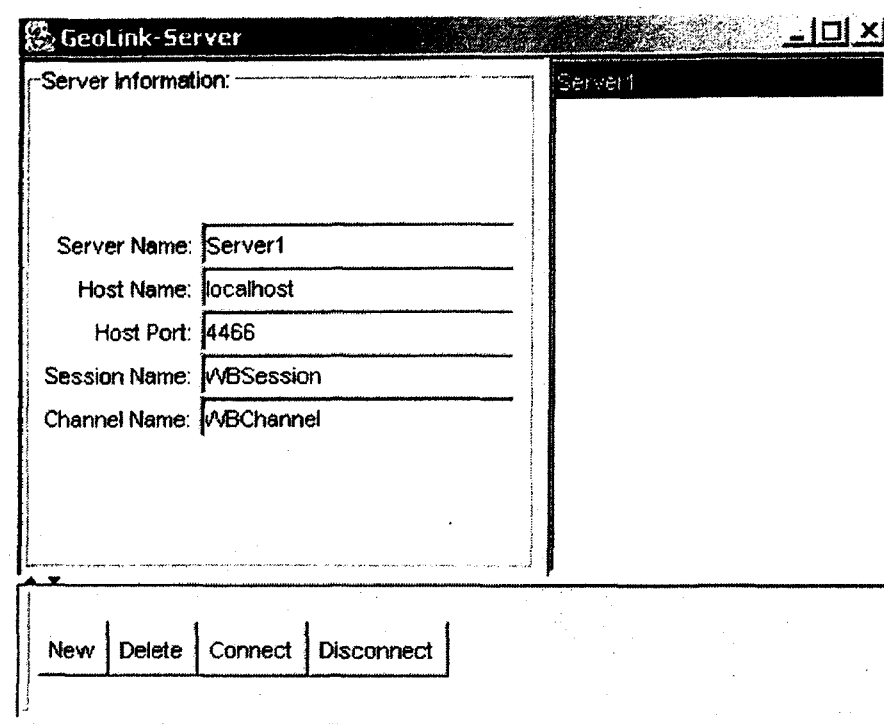 GeoLink-Server
Server Information:
Server1
Server Name: Server1
Host Name: localhost
Host Port: 4466
Session Name: WBSession
Channel Name: WBChannel
New Delete Connect Disconnect